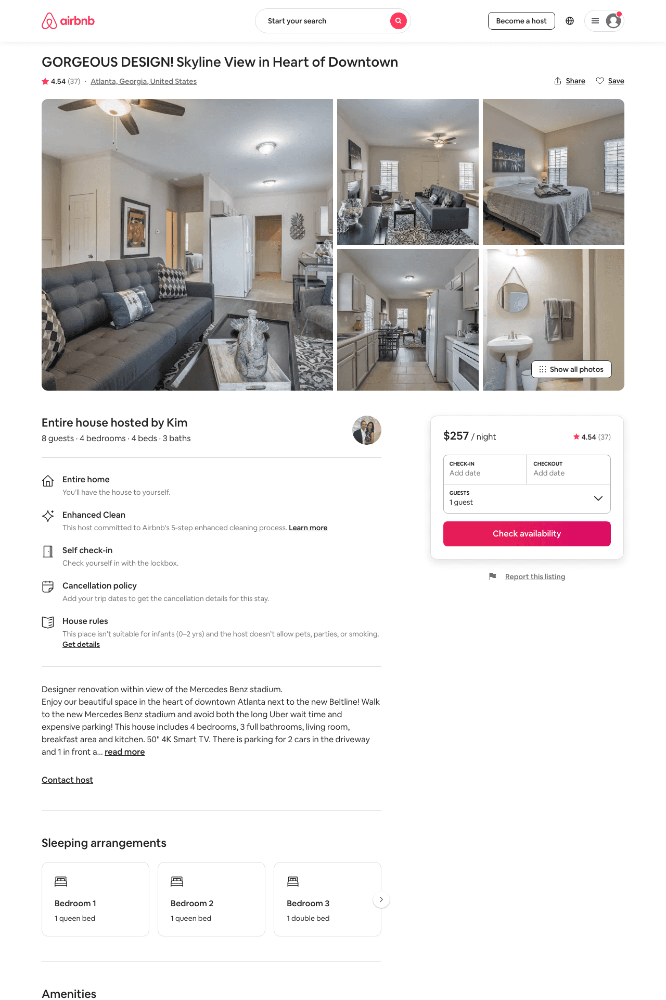 airbnb
Start your search
Become a host
GORGEOUS DESIGN! Skyline View in Heart of Downtown
4.54 (37) · Atlanta, Georgia, United States
Share
Save
Show all photos
Entire house hosted by Kim
8 guests · 4 bedrooms · 4 beds · 3 baths
$257 / night
4.54 (37)
CHECK-IN
Add date
CHECKOUT
Add date
GUESTS
1 guest
Check availability
Report this listing
Entire home
You’ll have the house to yourself.
Enhanced Clean
This host committed to Airbnb's 5-step enhanced cleaning process. Learn more
Self check-in
Check yourself in with the lockbox.
Cancellation policy
Add your trip dates to get the cancellation details for this stay.
House rules
This place isn’t suitable for infants (0–2 yrs) and the host doesn’t allow pets, parties, or smoking.
Get details
Designer renovation within view of the Mercedes Benz stadium.
Enjoy our beautiful space in the heart of downtown Atlanta next to the new Beltline! Walk
to the new Mercedes Benz stadium and avoid both the long Uber wait time and
expensive parking! This house includes 4 bedrooms, 3 full bathrooms, living room,
breakfast area and kitchen. 50" 4K Smart TV. There is parking for 2 cars in the driveway
and 1 in front a... read more
Contact host
Sleeping arrangements
Bedroom 1
1 queen bed
Bedroom 2
1 queen bed
Bedroom 3
1 double bed
Amenities